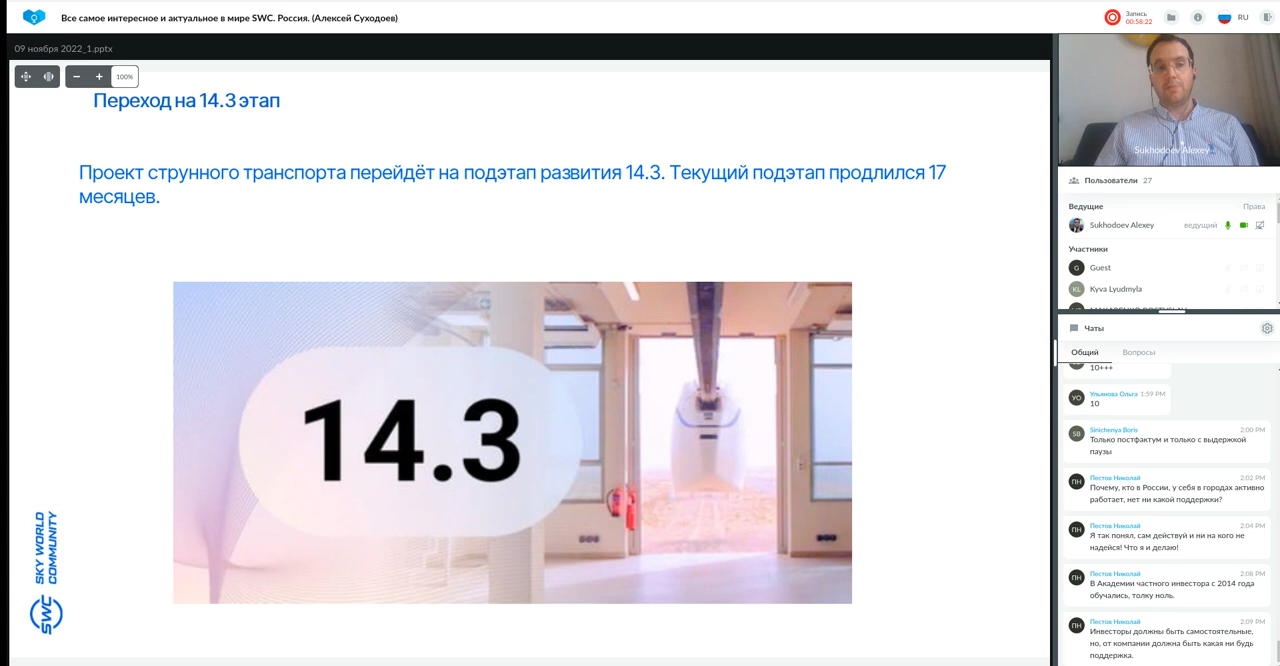 Все самое интересное и актуальное в мире SWC. Россия. (Алексей Суходоев)
Запись
00:58:22
RU
09 ноября 2022_1.pptx
100%
Переход на 14.3 этап
Проект струнного транспорта перейдёт на подэтап развития 14.3. Текущий подэтап продлился 17
месяцев.
14.3
SWC
SKY WORLD
COMMUNITY
Sukhodoev Alexey
Пользователи 27
Ведущие Права
Sukhodoev Alexey ведущий
Участники
G Guest
KL Kyva Lyudmyla
Чаты
Общий Вопросы
10+++
УО Ульянова Ольга 1:59 PM
10
SB Sinichenya Boris 2:00 PM
Только постфактум и только с выдержкой
паузы
ПН Пестов Николай 2:02 PM
Почему, кто в России, у себя в городах активно
работает, нет ни какой поддержки?
ПН Пестов Николай 2:04 PM
Я так понял, сам действуй и ни на кого не
надейся! Что я и делаю!
ПН Пестов Николай 2:08 PM
В Академии частного инвестора с 2014 года
обучались, толку ноль.
ПН Пестов Николай 2:09 PM
Инвесторы должны быть самостоятельные,
но, от компании должна быть какая ни будь
поддержка.